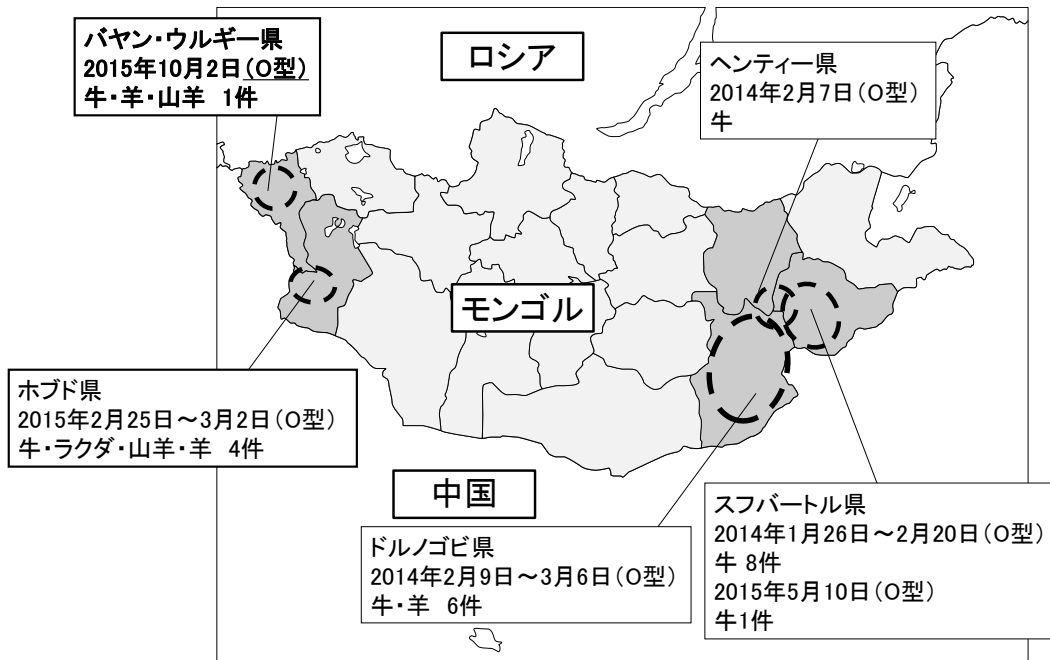 バヤン・ウルギー県
2015年10月2日(O型)
牛・羊・山羊 1件
ロシア
ヘンティー県
2014年2月7日(O型)
牛
モンゴル
ホブド県
2015年2月25日～3月2日(O型)
牛・ラクダ・山羊・羊 4件
中国
ドルノゴビ県
2014年2月9日～3月6日(O型)
牛・羊 6件
スフバートル県
2014年1月26日～2月20日(O型)
牛 8件
2015年5月10日(O型)
牛1件